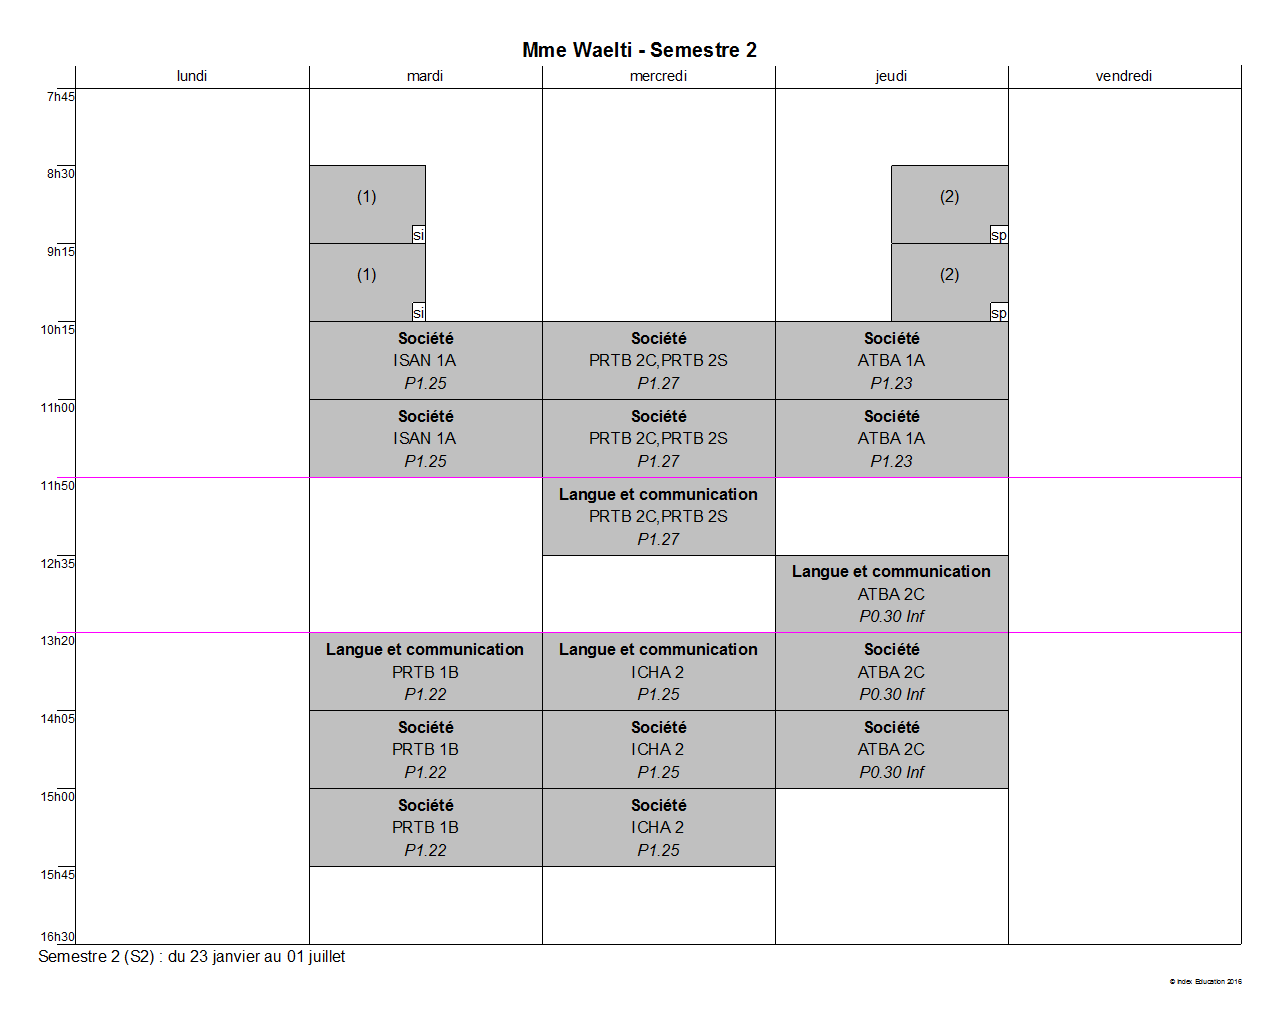 Mme Waelti - Semestre 2
lundi mardi mercredi jeudi vendredi
7h45
8h30
(1) (2)
si sp
9h15
(1) (2)
si sp
10h15
Société Société Société
ISAN 1A PRTB 2C,PRTB 2S ATBA 1A
P1.25 P1.27 P1.23
11h00
Société Société Société
ISAN 1A PRTB 2C,PRTB 2S ATBA 1A
P1.25 P1.27 P1.23
11h50
Langue et communication
PRTB 2C,PRTB 2S
P1.27
12h35
Langue et communication
ATBA 2C
P0.30 Inf
13h20
Langue et communication Langue et communication Société
PRTB 1B ICHA 2 ATBA 2C
P1.22 P1.25 P0.30 Inf
14h05
Société Société Société
PRTB 1B ICHA 2 ATBA 2C
P1.22 P1.25 P0.30 Inf
15h00
Société Société
PRTB 1B ICHA 2
P1.22 P1.25
15h45
16h30
Semestre 2 (S2) : du 23 janvier au 01 juillet
© Index Education 2016